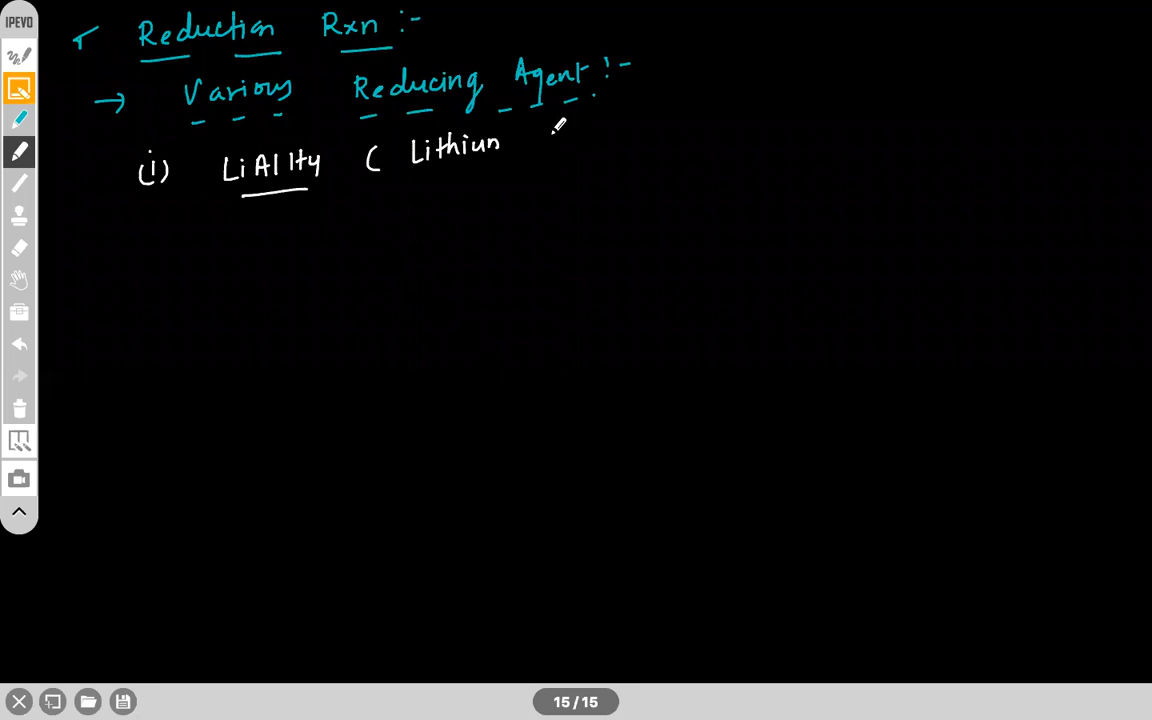 IPEVO
Reduction Rxn :-
→ Various Reducing Agent :-
(i) LiAlH4 ( Lithium
15 / 15